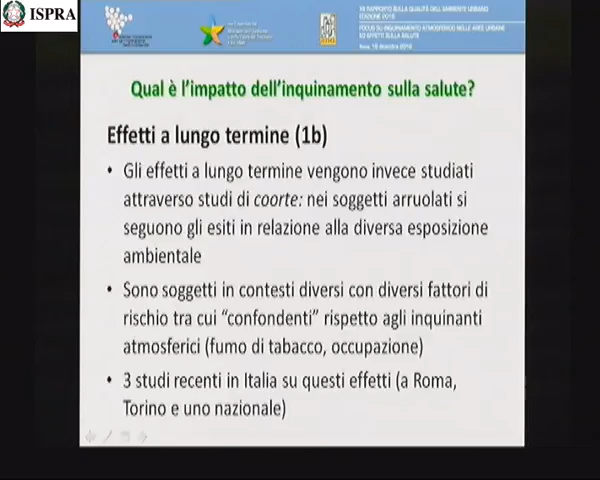 ISPRA
Qual è l'impatto dell'inquinamento sulla salute?
Effetti a lungo termine (1b)
• Gli effetti a lungo termine vengono invece studiati
attraverso studi di coorte: nei soggetti arruolati si
seguono gli esiti in relazione alla diversa esposizione
ambientale
• Sono soggetti in contesti diversi con diversi fattori di
rischio tra cui “confondenti” rispetto agli inquinanti
atmosferici (fumo di tabacco, occupazione)
• 3 studi recenti in Italia su questi effetti (a Roma,
Torino e uno nazionale)